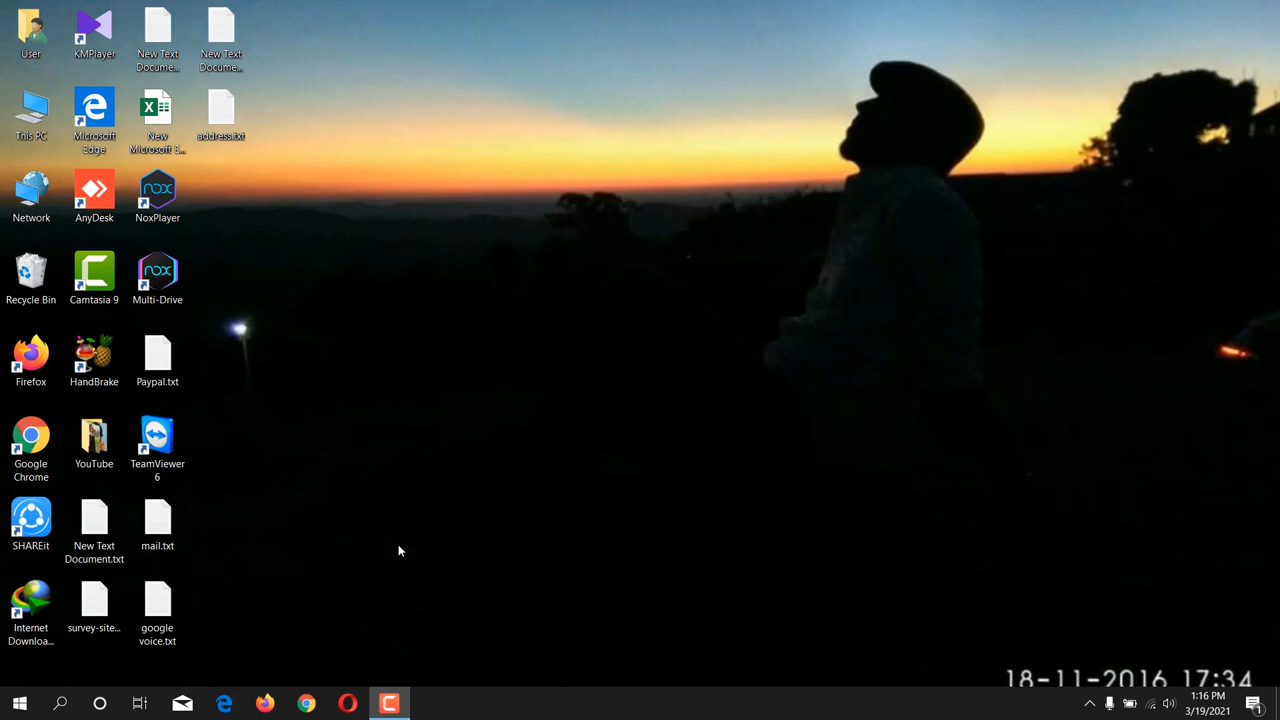 User
KMPlayer
New Text
Docume...
New Text
Docume...
This PC
Microsoft
Edge
New
Microsoft E...
address.txt
Network
AnyDesk
nox
NoxPlayer
Recycle Bin
Camtasia 9
nox
Multi-Drive
Firefox
HandBrake
Paypal.txt
Google
Chrome
YouTube
TeamViewer
6
SHAREit
New Text
Document.txt
mail.txt
Internet
Downloa...
survey-site...
google
voice.txt
18-11-2016 17:34
1:16 PM
3/19/2021
1